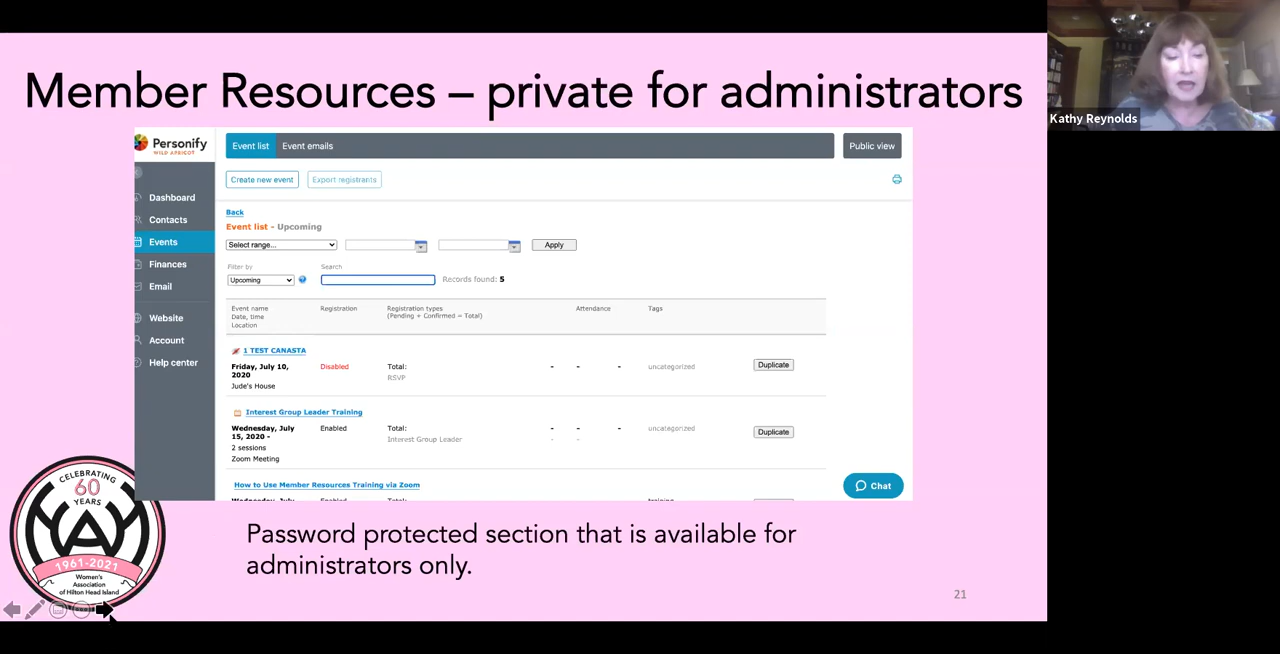 Member Resources – private for administrators
Kathy Reynolds
Personify
WILD APRICOT
Event list
Event emails
Public view
Create new event
Export registrants
Dashboard
Contacts
Events
Finances
Email
Website
Account
Help center
Back
Event list - Upcoming
Select range...
Apply
Filter by
Search
Upcoming
Records found: 5
Event name
Date, time
Location
Registration
Registration types
(Pending + Confirmed = Total)
Attendance
Tags
1 TEST CANASTA
Friday, July 10,
2020
Jude's House
Disabled
Total:
RSVP
- - -
uncategorized
Duplicate
Interest Group Leader Training
Wednesday, July
15, 2020 -
2 sessions
Zoom Meeting
Enabled
Total:
Interest Group Leader
- - -
- -
uncategorized
Duplicate
How to Use Member Resources Training via Zoom
Wednesday, July
Enabled
Total:
training
Chat
CELEBRATING
60
YEARS
WAHHI
1961-2021
Women's
Association
of Hilton Head Island
Password protected section that is available for
administrators only.
21